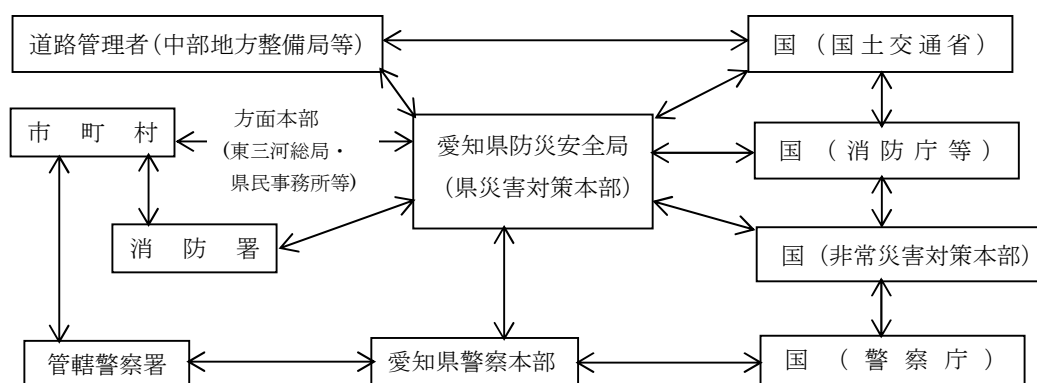 道路管理者(中部地方整備局等)
国（国土交通省）
市町村
方面本部
(東三河総局・
県民事務所等)
愛知県防災安全局
（県災害対策本部）
国（消防庁等）
消防署
国（非常災害対策本部）
管轄警察署
愛知県警察本部
国（警察庁）